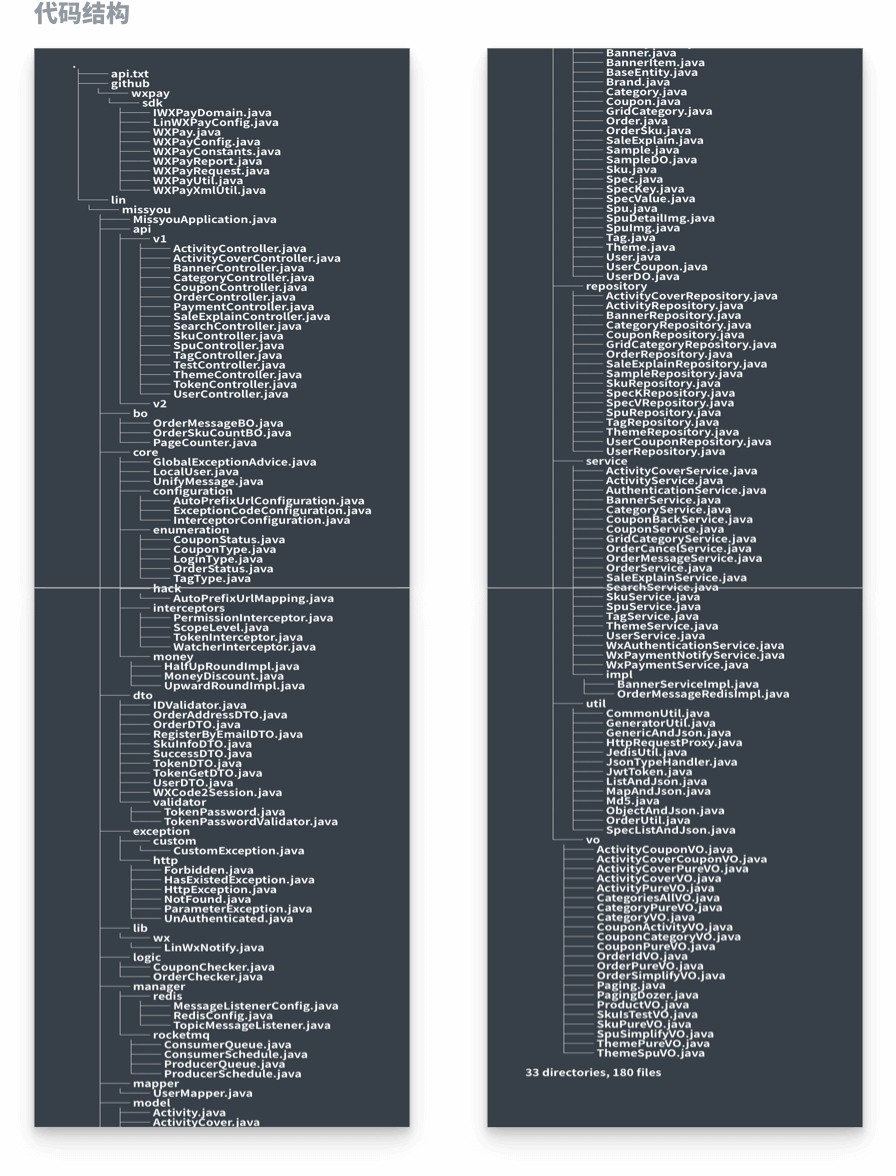 代码结构
.
api.txt
github
wxpay
sdk
IWXPayDomain.java
LinWXPayConfig.java
WXPay.java
WXPayConfig.java
WXPayConstants.java
WXPayReport.java
WXPayRequest.java
WXPayUtil.java
WXPayXmlUtil.java
lin
missyou
MissyouApplication.java
api
v1
ActivityController.java
ActivityCoverController.java
BannerController.java
CategoryController.java
CouponController.java
OrderController.java
PaymentController.java
SaleExplainController.java
SearchController.java
SkuController.java
SpuController.java
TagController.java
TestController.java
ThemeController.java
TokenController.java
UserController.java
v2
bo
OrderMessageBO.java
OrderSkuCountBO.java
PageCounter.java
core
GlobalExceptionAdvice.java
LocalUser.java
UnifyMessage.java
configuration
AutoPrefixUrlConfiguration.java
ExceptionCodeConfiguration.java
InterceptorConfiguration.java
enumeration
CouponStatus.java
CouponType.java
LoginType.java
OrderStatus.java
TagType.java
hack
AutoPrefixUrlMapping.java
interceptors
PermissionInterceptor.java
ScopeLevel.java
TokenInterceptor.java
WatcherInterceptor.java
money
HalfUpRoundImpl.java
MoneyDiscount.java
UpwardRoundImpl.java
dto
IDValidator.java
OrderAddressDTO.java
OrderDTO.java
RegisterByEmailDTO.java
SkuInfoDTO.java
SuccessDTO.java
TokenDTO.java
TokenGetDTO.java
UserDTO.java
WXCode2Session.java
validator
TokenPassword.java
TokenPasswordValidator.java
exception
custom
CustomException.java
http
Forbidden.java
HasExistedException.java
HttpException.java
NotFound.java
ParameterException.java
UnAuthenticated.java
lib
wx
LinWxNotify.java
logic
CouponChecker.java
OrderChecker.java
manager
redis
MessageListenerConfig.java
RedisConfig.java
TopicMessageListener.java
rocketmq
ConsumerQueue.java
ConsumerSchedule.java
ProducerQueue.java
ProducerSchedule.java
mapper
UserMapper.java
model
Activity.java
ActivityCover.java
Banner.java
BannerItem.java
BaseEntity.java
Brand.java
Category.java
Coupon.java
GridCategory.java
Order.java
OrderSku.java
SaleExplain.java
Sample.java
SampleDO.java
Sku.java
Spec.java
SpecKey.java
SpecValue.java
Spu.java
SpuDetailImg.java
SpuImg.java
Tag.java
Theme.java
User.java
UserCoupon.java
UserDO.java
repository
ActivityCoverRepository.java
ActivityRepository.java
BannerRepository.java
CategoryRepository.java
CouponRepository.java
GridCategoryRepository.java
OrderRepository.java
SaleExplainRepository.java
SampleRepository.java
SkuRepository.java
SpecKRepository.java
SpecVRepository.java
SpuRepository.java
TagRepository.java
ThemeRepository.java
UserCouponRepository.java
UserRepository.java
service
ActivityCoverService.java
ActivityService.java
AuthenticationService.java
BannerService.java
CategoryService.java
CouponBackService.java
CouponService.java
GridCategoryService.java
OrderCancelService.java
OrderMessageService.java
OrderService.java
SaleExplainService.java
SearchService.java
SkuService.java
SpuService.java
TagService.java
ThemeService.java
UserService.java
WxAuthenticationService.java
WxPaymentNotifyService.java
WxPaymentService.java
impl
BannerServiceImpl.java
OrderMessageRedisImpl.java
util
CommonUtil.java
GeneratorUtil.java
GenericAndJson.java
HttpRequestProxy.java
JedisUtil.java
JsonTypeHandler.java
JwtToken.java
ListAndJson.java
MapAndJson.java
Md5.java
ObjectAndJson.java
OrderUtil.java
SpecListAndJson.java
vo
ActivityCouponVO.java
ActivityCoverCouponVO.java
ActivityCoverPureVO.java
ActivityCoverVO.java
ActivityPureVO.java
CategoriesAllVO.java
CategoryPureVO.java
CategoryVO.java
CouponActivityVO.java
CouponCategoryVO.java
CouponPureVO.java
OrderIdVO.java
OrderPureVO.java
OrderSimplifyVO.java
Paging.java
PagingDozer.java
ProductVO.java
SkuIsTestVO.java
SkuPureVO.java
SpuSimplifyVO.java
ThemePureVO.java
ThemeSpuVO.java
33 directories, 180 files